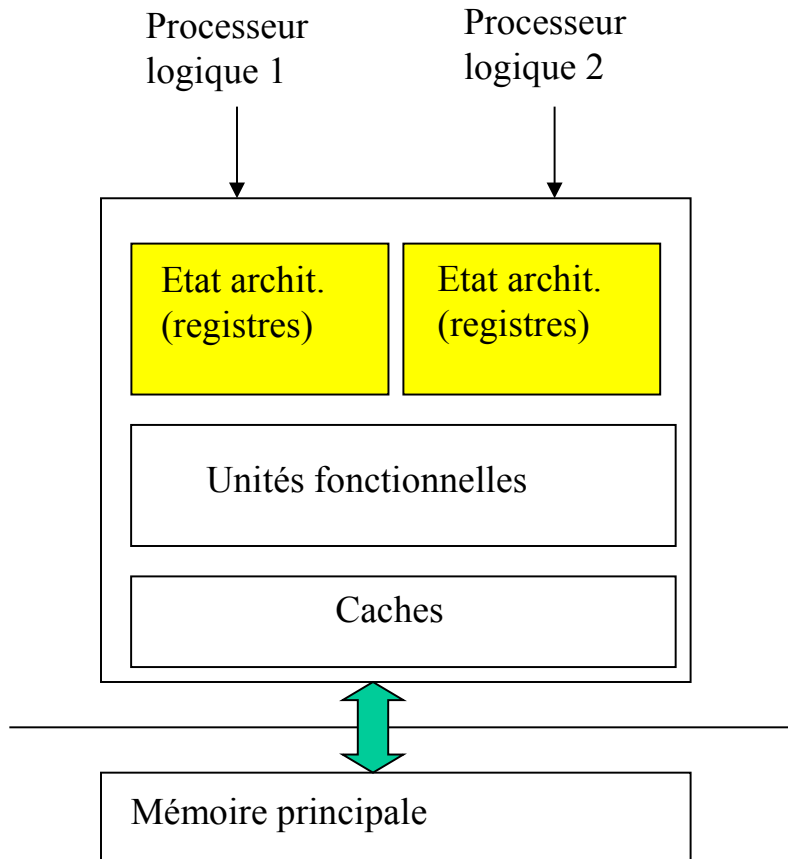 Processeur
logique 1
Processeur
logique 2
Etat archit.
(registres)
Etat archit.
(registres)
Unités fonctionnelles
Caches
Mémoire principale